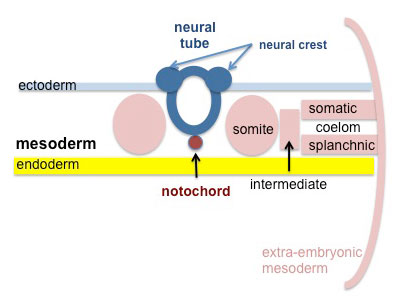 neural
tube
neural crest
ectoderm
somatic
somite
coelom
mesoderm
splanchnic
endoderm
notochord
intermediate
extra-embryonic
mesoderm